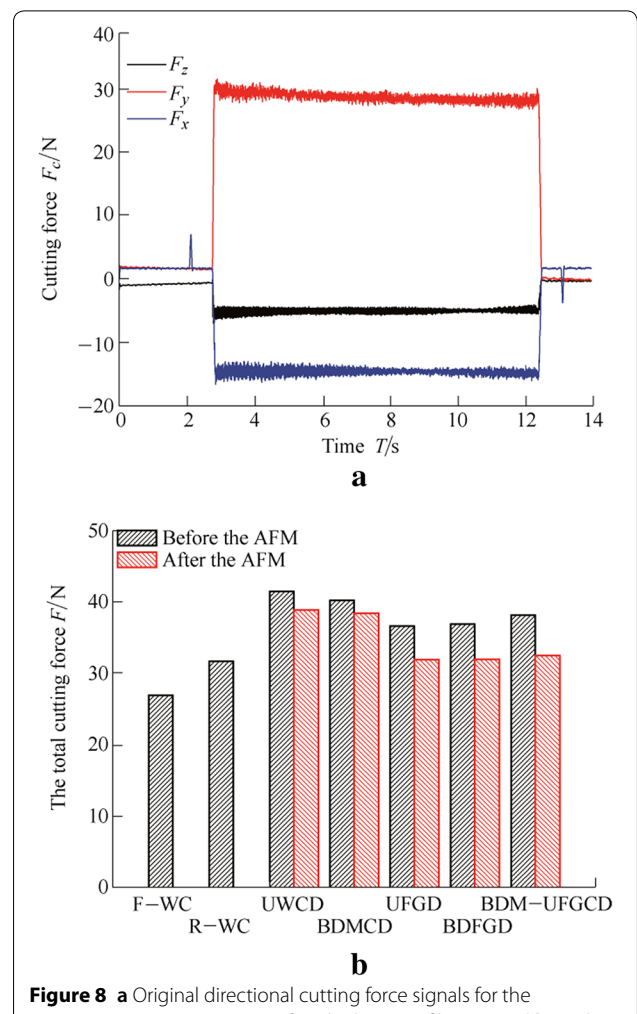 40
30
20
10
0
−10
−20
Cutting force F_c/N
F_z
F_y
F_x
0 2 4 6 8 10 12 14
Time T/s
a
50
40
30
20
10
0
The total cutting force F/N
Before the AFM
After the AFM
F−WC UWCD UFGD BDM−UFGCD
R−WC BDMCD BDFGD
b
Figure 8 a Original directional cutting force signals for the